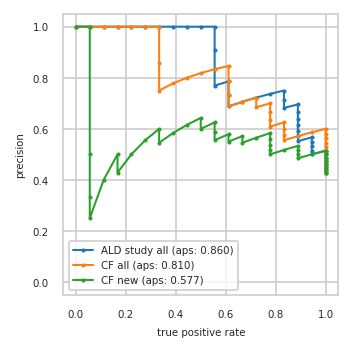 1.0
0.8
0.6
0.4
0.2
0.0
precision
ALD study all (aps: 0.860)
CF all (aps: 0.810)
CF new (aps: 0.577)
0.0 0.2 0.4 0.6 0.8 1.0
true positive rate